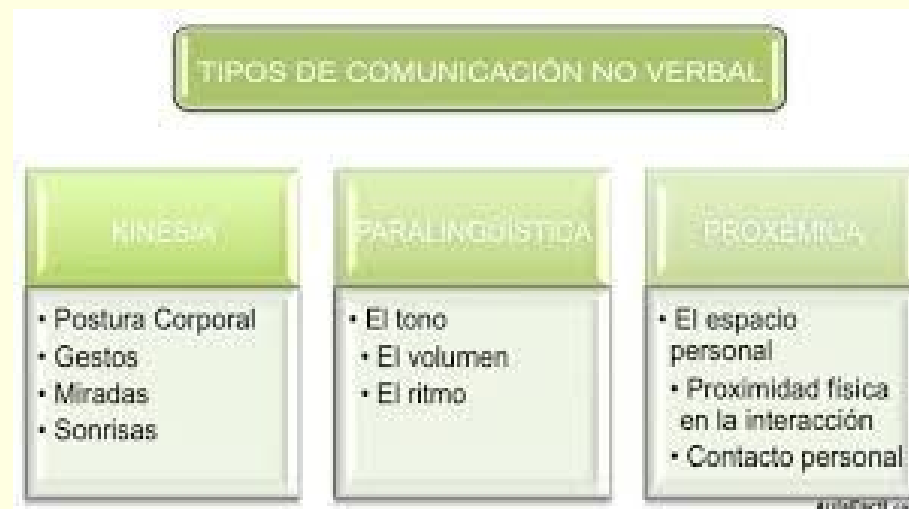 TIPOS DE COMUNICACIÓN NO VERBAL
KINESIA
• Postura Corporal
• Gestos
• Miradas
• Sonrisas
PARALINGÜÍSTICA
• El tono
• El volumen
• El ritmo
PROXÉMICA
• El espacio
personal
• Proximidad física
en la interacción
• Contacto personal